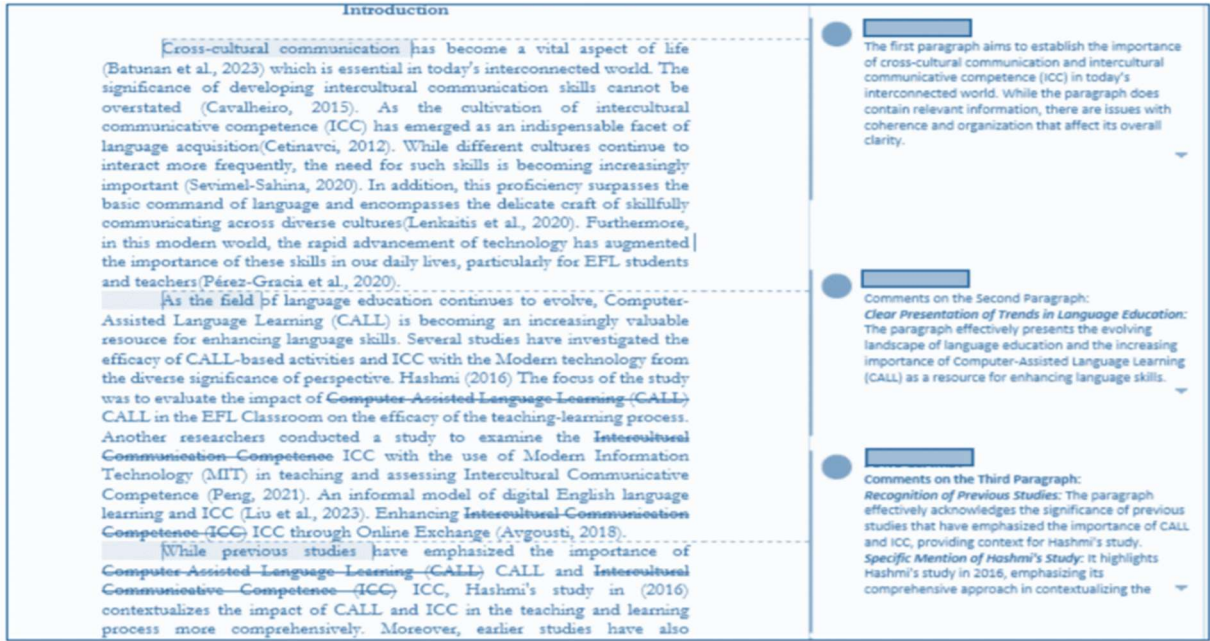 Introduction
Cross-cultural communication has become a vital aspect of life
(Batunan et al., 2023) which is essential in today's interconnected world. The
significance of developing intercultural communication skills cannot be
overstated (Cavalheiro, 2015). As the cultivation of intercultural
communicative competence (ICC) has emerged as an indispensable facet of
language acquisition(Cetinavci, 2012). While different cultures continue to
interact more frequently, the need for such skills is becoming increasingly
important (Sevimel-Sahina, 2020). In addition, this proficiency surpasses the
basic command of language and encompasses the delicate craft of skillfully
communicating across diverse cultures(Lenkaitis et al., 2020). Furthermore,
in this modern world, the rapid advancement of technology has augmented
the importance of these skills in our daily lives, particularly for EFL students
and teachers(Pérez-Gracia et al., 2020).
As the field of language education continues to evolve, Computer-
Assisted Language Learning (CALL) is becoming an increasingly valuable
resource for enhancing language skills. Several studies have investigated the
efficacy of CALL-based activities and ICC with the Modern technology from
the diverse significance of perspective. Hashmi (2016) The focus of the study
was to evaluate the impact of Computer Assisted Language Learning (CALL)
CALL in the EFL Classroom on the efficacy of the teaching-learning process.
Another researchers conducted a study to examine the Intercultural
Communication Competence ICC with the use of Modern Information
Technology (MIT) in teaching and assessing Intercultural Communicative
Competence (Peng, 2021). An informal model of digital English language
learning and ICC (Liu et al., 2023). Enhancing Intercultural Communication
Competence (ICC) ICC through Online Exchange (Avgousti, 2018).
While previous studies have emphasized the importance of
Computer-Assisted Language Learning (CALL) CALL and Intercultural
Communicative Competence (ICC) ICC, Hashmi's study in (2016)
contextualizes the impact of CALL and ICC in the teaching and learning
process more comprehensively. Moreover, earlier studies have also
The first paragraph aims to establish the importance
of cross-cultural communication and intercultural
communicative competence (ICC) in today's
interconnected world. While the paragraph does
contain relevant information, there are issues with
coherence and organization that affect its overall
clarity.
Comments on the Second Paragraph:
Clear Presentation of Trends in Language Education:
The paragraph effectively presents the evolving
landscape of language education and the increasing
importance of Computer-Assisted Language Learning
(CALL) as a resource for enhancing language skills.
Comments on the Third Paragraph:
Recognition of Previous Studies: The paragraph
effectively acknowledges the significance of previous
studies that have emphasized the importance of CALL
and ICC, providing context for Hashmi's study.
Specific Mention of Hashmi's Study: It highlights
Hashmi's study in 2016, emphasizing its
comprehensive approach in contextualizing the